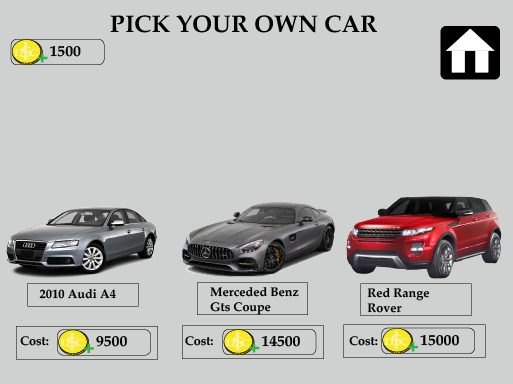 PICK YOUR OWN CAR
1500
2010 Audi A4
Merceded Benz
Gts Coupe
Red Range
Rover
Cost: 9500
Cost: 14500
Cost: 15000